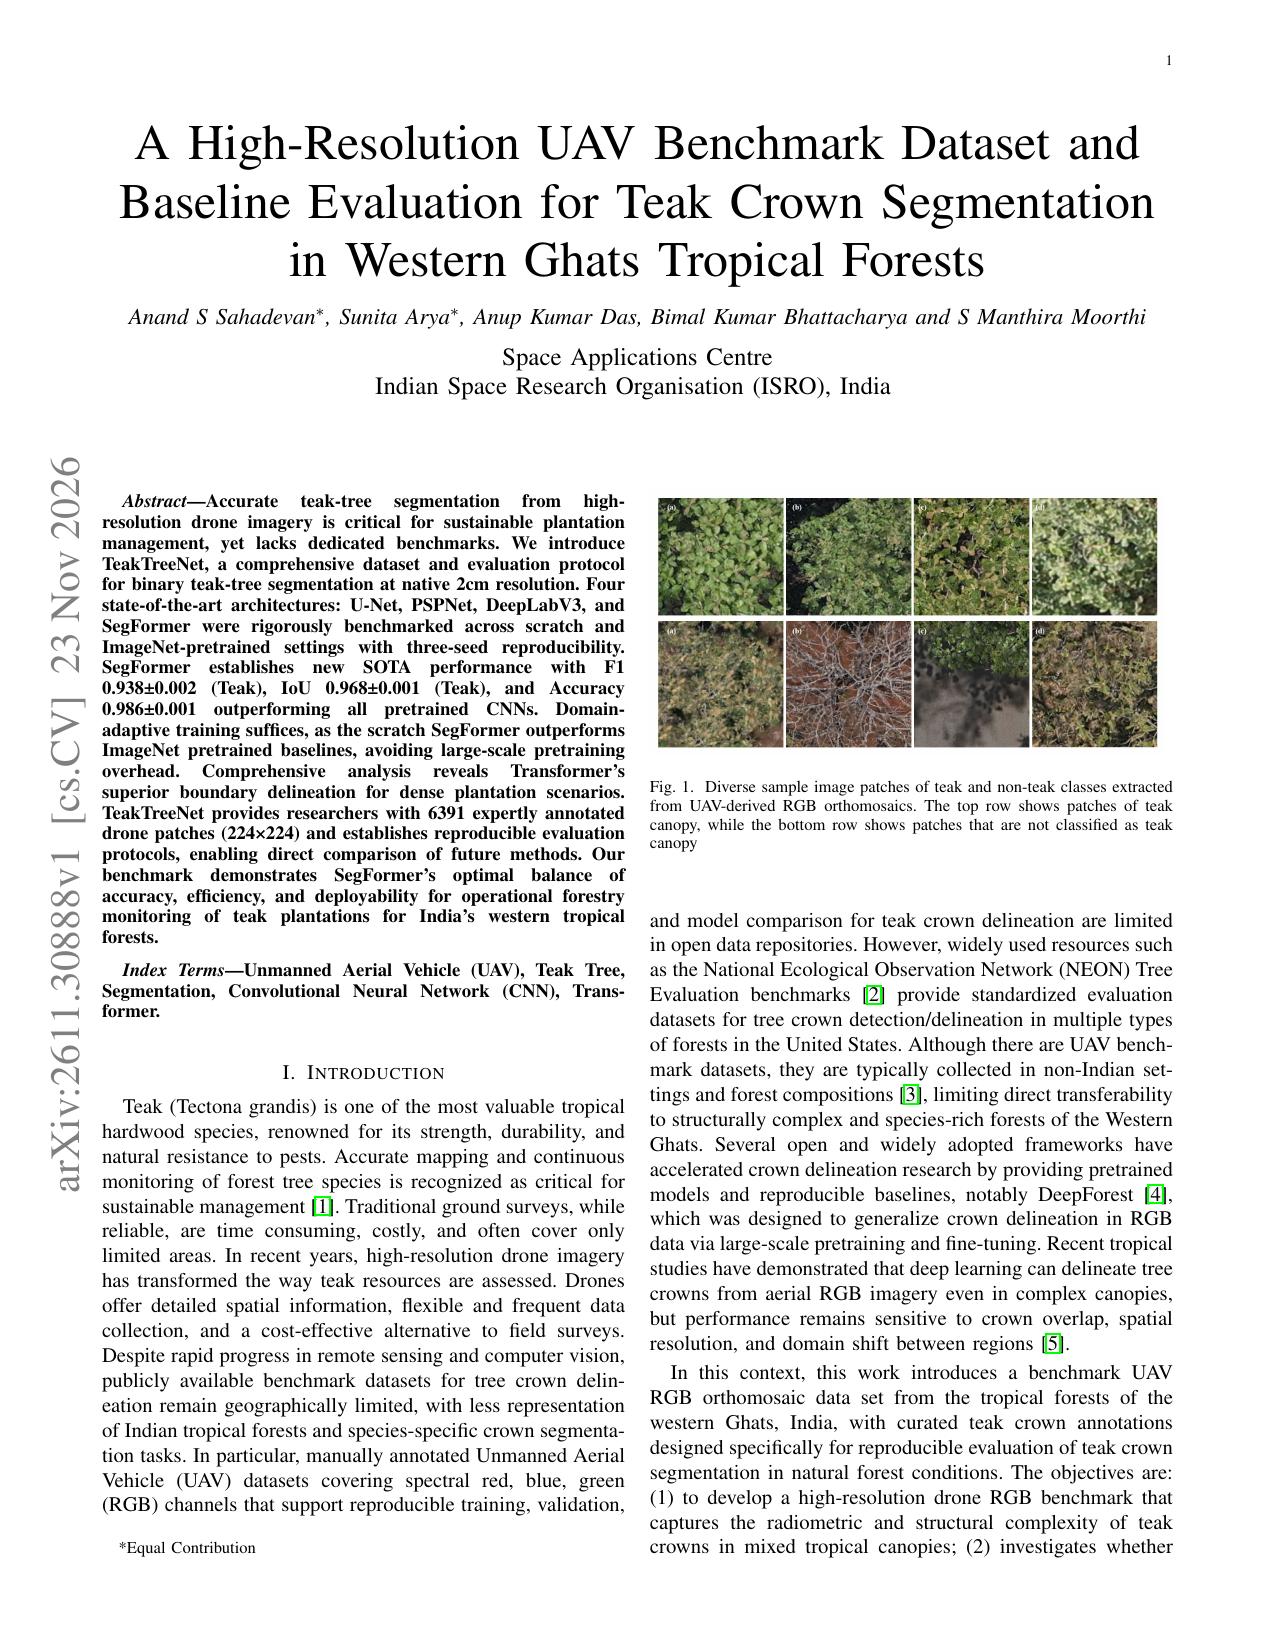 1
A High-Resolution UAV Benchmark Dataset and
Baseline Evaluation for Teak Crown Segmentation
in Western Ghats Tropical Forests
Anand S Sahadevan*, Sunita Arya*, Anup Kumar Das, Bimal Kumar Bhattacharya and S Manthira Moorthi
Space Applications Centre
Indian Space Research Organisation (ISRO), India
arXiv:2611.30888v1 [cs.CV] 23 Nov 2026
Abstract—Accurate teak-tree segmentation from high-
resolution drone imagery is critical for sustainable plantation
management, yet lacks dedicated benchmarks. We introduce
TeakTreeNet, a comprehensive dataset and evaluation protocol
for binary teak-tree segmentation at native 2cm resolution. Four
state-of-the-art architectures: U-Net, PSPNet, DeepLabV3, and
SegFormer were rigorously benchmarked across scratch and
ImageNet-pretrained settings with three-seed reproducibility.
SegFormer establishes new SOTA performance with F1
0.938±0.002 (Teak), IoU 0.968±0.001 (Teak), and Accuracy
0.986±0.001 outperforming all pretrained CNNs. Domain-
adaptive training suffices, as the scratch SegFormer outperforms
ImageNet pretrained baselines, avoiding large-scale pretraining
overhead. Comprehensive analysis reveals Transformer's
superior boundary delineation for dense plantation scenarios.
TeakTreeNet provides researchers with 6391 expertly annotated
drone patches (224×224) and establishes reproducible evaluation
protocols, enabling direct comparison of future methods. Our
benchmark demonstrates SegFormer's optimal balance of
accuracy, efficiency, and deployability for operational forestry
monitoring of teak plantations for India's western tropical
forests.
Index Terms—Unmanned Aerial Vehicle (UAV), Teak Tree,
Segmentation, Convolutional Neural Network (CNN), Trans-
former.
I. INTRODUCTION
Teak (Tectona grandis) is one of the most valuable tropical
hardwood species, renowned for its strength, durability, and
natural resistance to pests. Accurate mapping and continuous
monitoring of forest tree species is recognized as critical for
sustainable management [1]. Traditional ground surveys, while
reliable, are time consuming, costly, and often cover only
limited areas. In recent years, high-resolution drone imagery
has transformed the way teak resources are assessed. Drones
offer detailed spatial information, flexible and frequent data
collection, and a cost-effective alternative to field surveys.
Despite rapid progress in remote sensing and computer vision,
publicly available benchmark datasets for tree crown delin-
eation remain geographically limited, with less representation
of Indian tropical forests and species-specific crown segmenta-
tion tasks. In particular, manually annotated Unmanned Aerial
Vehicle (UAV) datasets covering spectral red, blue, green
(RGB) channels that support reproducible training, validation,
*Equal Contribution
(a) (b) (c) (d)
(a) (b) (c) (d)
Fig. 1. Diverse sample image patches of teak and non-teak classes extracted
from UAV-derived RGB orthomosaics. The top row shows patches of teak
canopy, while the bottom row shows patches that are not classified as teak
canopy
and model comparison for teak crown delineation are limited
in open data repositories. However, widely used resources such
as the National Ecological Observation Network (NEON) Tree
Evaluation benchmarks [2] provide standardized evaluation
datasets for tree crown detection/delineation in multiple types
of forests in the United States. Although there are UAV bench-
mark datasets, they are typically collected in non-Indian set-
tings and forest compositions [3], limiting direct transferability
to structurally complex and species-rich forests of the Western
Ghats. Several open and widely adopted frameworks have
accelerated crown delineation research by providing pretrained
models and reproducible baselines, notably DeepForest [4],
which was designed to generalize crown delineation in RGB
data via large-scale pretraining and fine-tuning. Recent tropical
studies have demonstrated that deep learning can delineate tree
crowns from aerial RGB imagery even in complex canopies,
but performance remains sensitive to crown overlap, spatial
resolution, and domain shift between regions [5].
In this context, this work introduces a benchmark UAV
RGB orthomosaic data set from the tropical forests of the
western Ghats, India, with curated teak crown annotations
designed specifically for reproducible evaluation of teak crown
segmentation in natural forest conditions. The objectives are:
(1) to develop a high-resolution drone RGB benchmark that
captures the radiometric and structural complexity of teak
crowns in mixed tropical canopies; (2) investigates whether